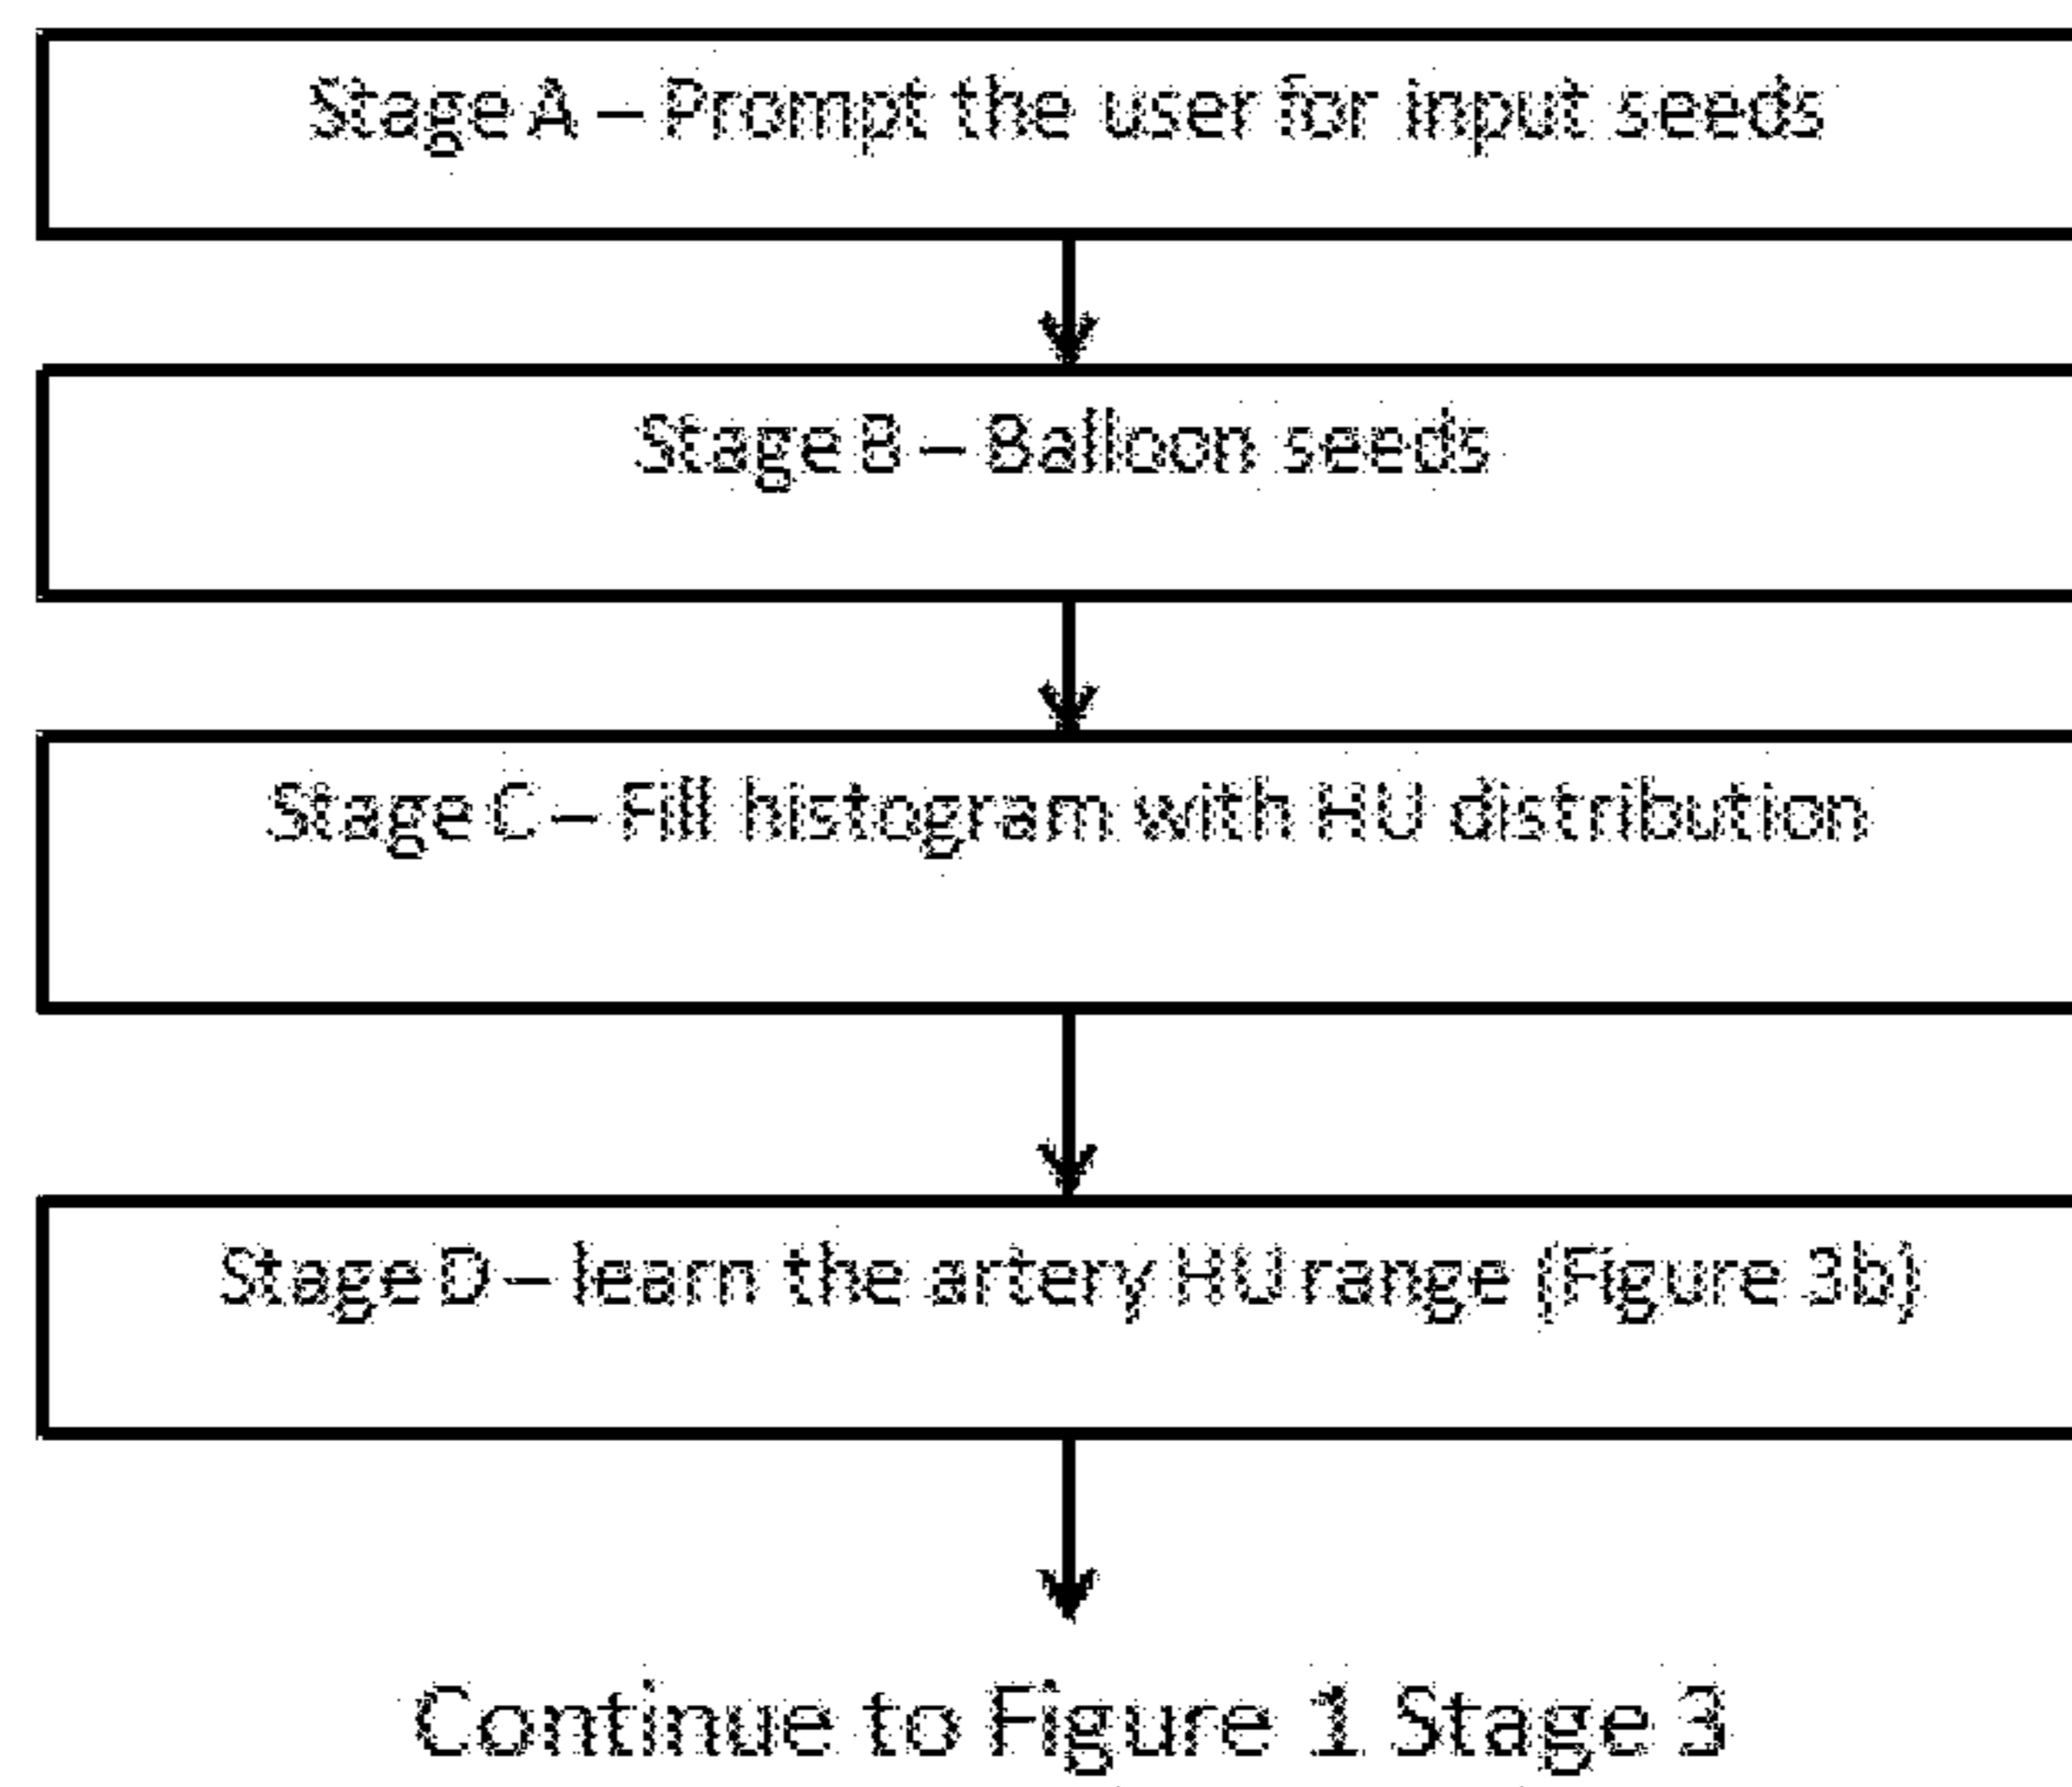 Stage A – Prompt the user for input seeds
Stage B – Balloon seeds
Stage C – Fill histogram with HU distribution
Stage D – learn the artery HU range (Figure 3b)
Continue to Figure 1 Stage 3